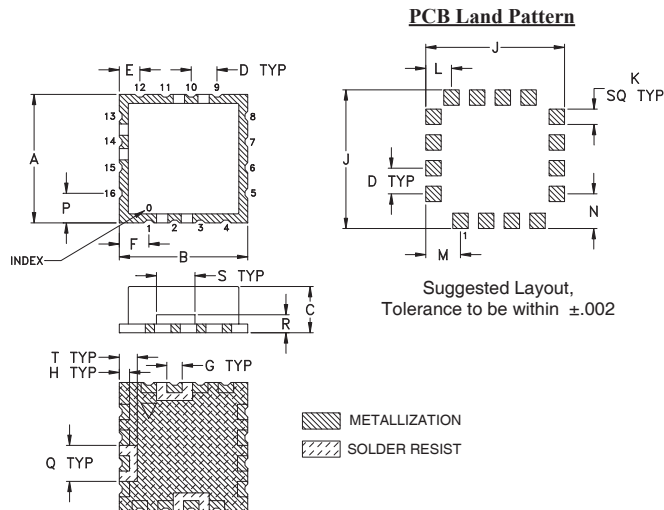 PCB Land Pattern
E
D TYP
12 11 10 9
13
14
15
16
8
7
6
5
A
P
0
1 2 3 4
F
B
INDEX
S TYP
C
R
T TYP
H TYP
G TYP
Q TYP
J
L
K
SQ TYP
J
D TYP
N
1
M
Suggested Layout,
Tolerance to be within ±.002
METALLIZATION
SOLDER RESIST